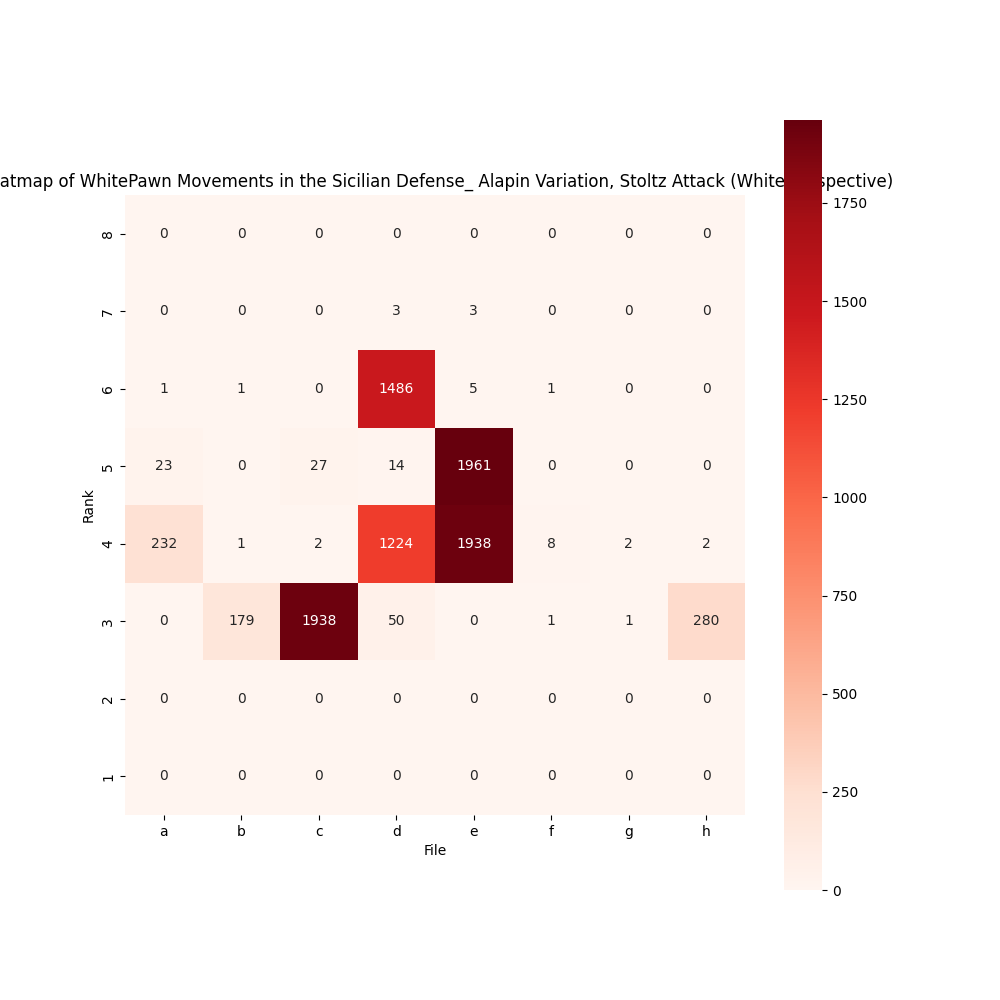 atmap of WhitePawn Movements in the Sicilian Defense_ Alapin Variation, Stoltz Attack (White spective)
8 0 0 0 0 0 0 0 0
7 0 0 0 3 3 0 0 0
6 1 1 0 1486 5 1 0 0
5 23 0 27 14 1961 0 0 0
4 232 1 2 1224 1938 8 2 2
3 0 179 1938 50 0 1 1 280
2 0 0 0 0 0 0 0 0
1 0 0 0 0 0 0 0 0
a b c d e f g h
File
Rank
1750
1500
1250
1000
750
500
250
0